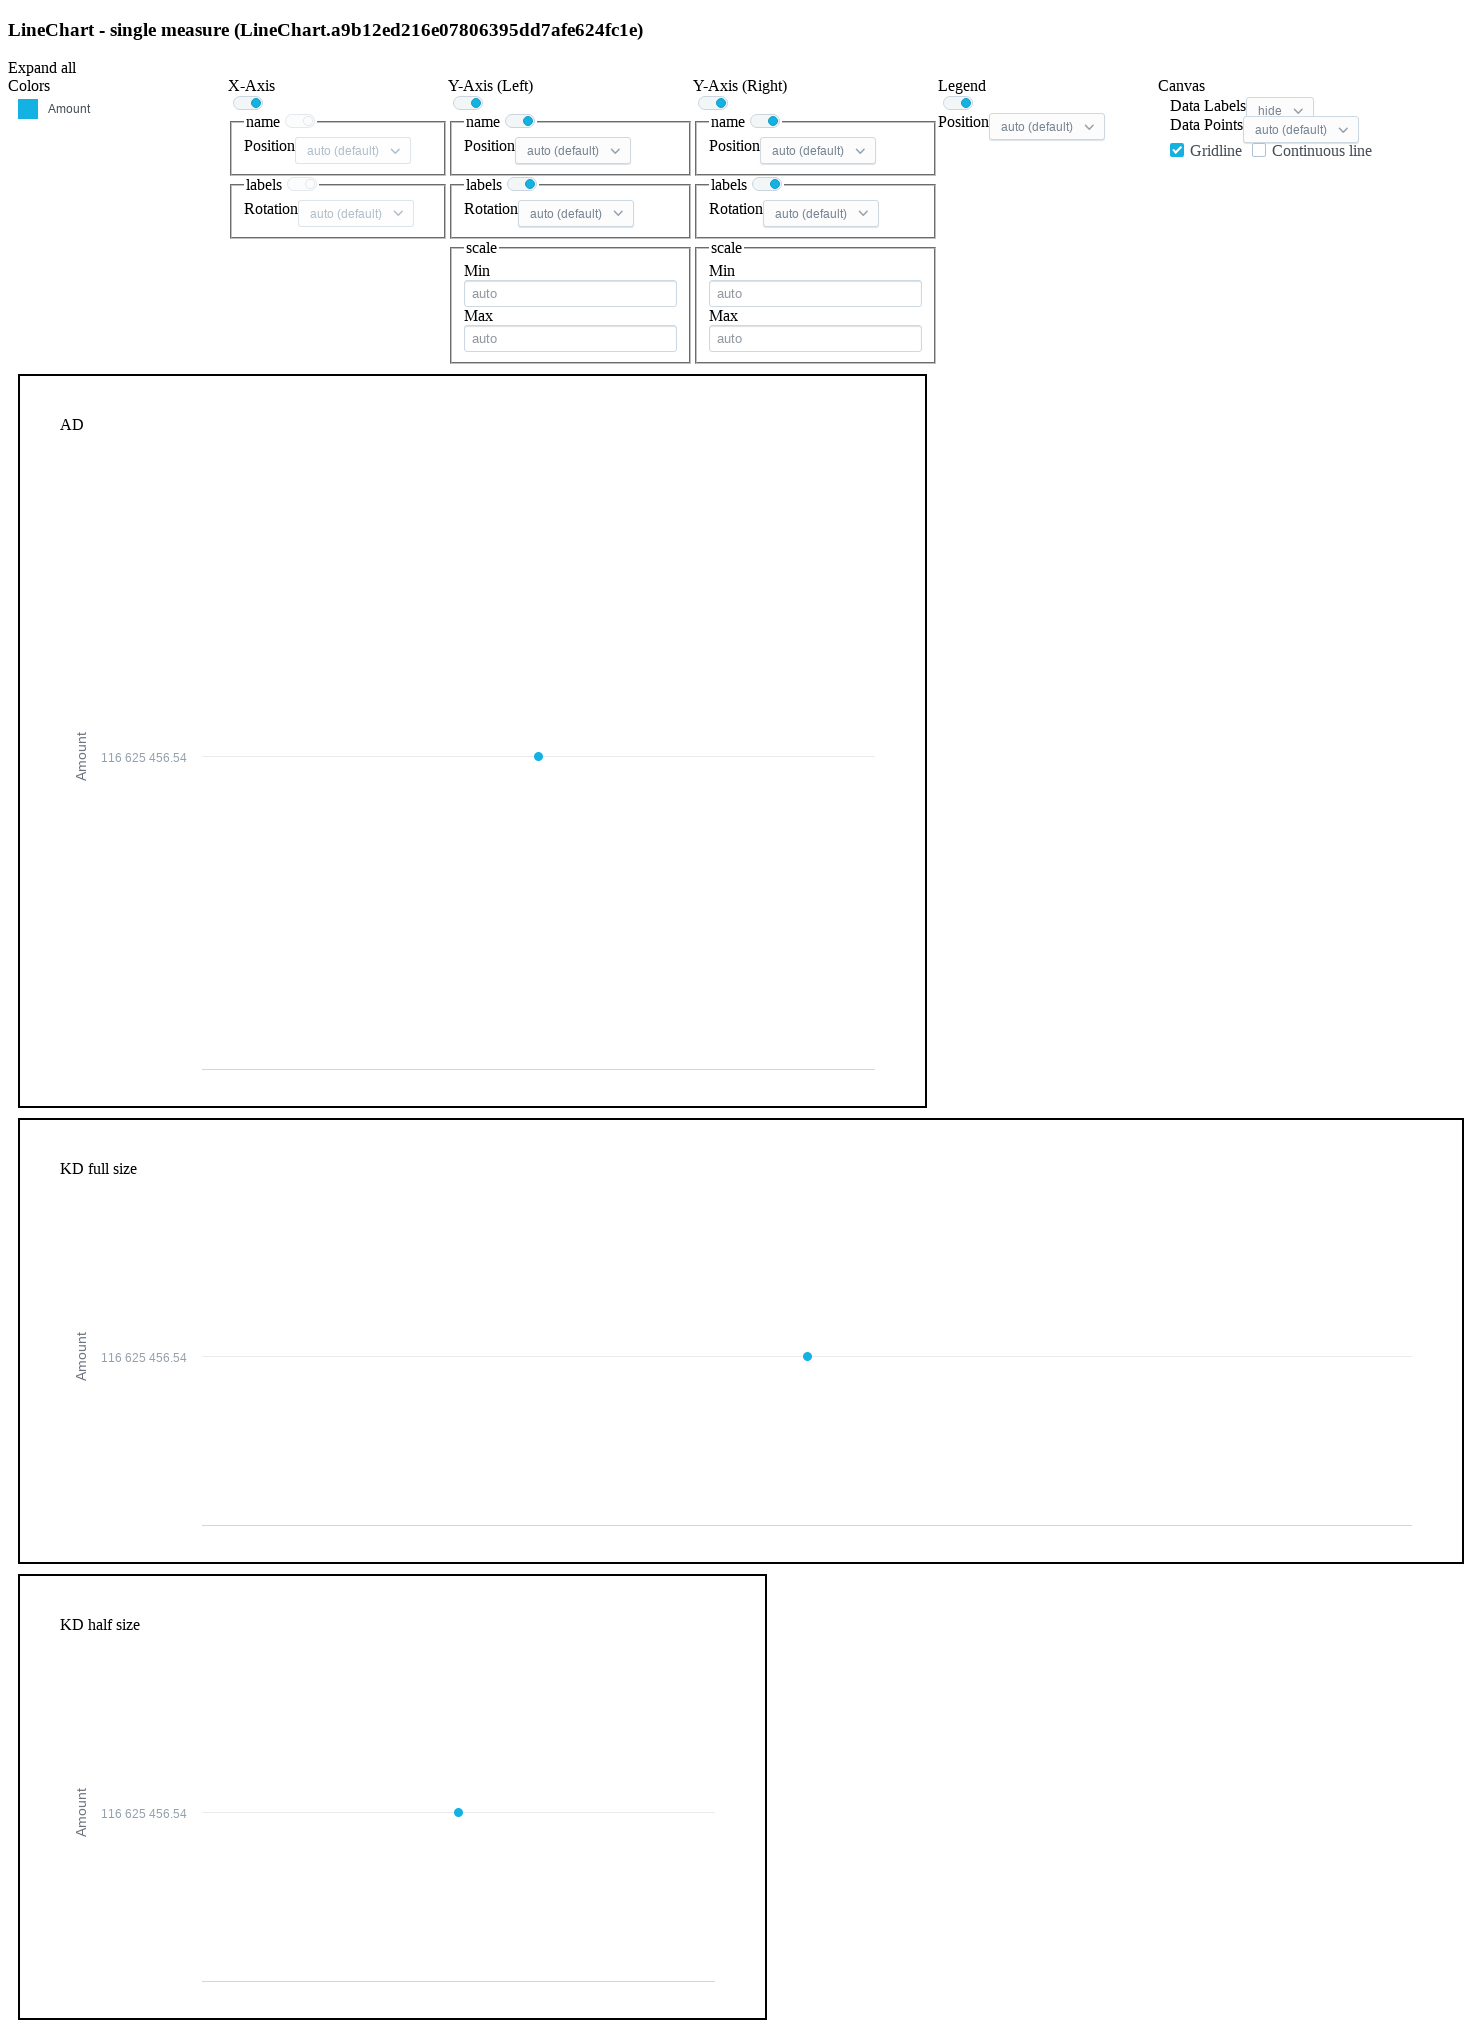 LineChart - single measure (LineChart.a9b12ed216e07806395dd7afe624fc1e)
Expand all
Colors
Amount
X-Axis
name
Position auto (default)
labels
Rotation auto (default)
Y-Axis (Left)
name
Position auto (default)
labels
Rotation auto (default)
scale
Min
auto
Max
auto
Y-Axis (Right)
name
Position auto (default)
labels
Rotation auto (default)
scale
Min
auto
Max
auto
Legend
Position auto (default)
Canvas
Data Labels hide
Data Points auto (default)
Gridline Continuous line
AD
Amount
116 625 456.54
KD full size
Amount
116 625 456.54
KD half size
Amount
116 625 456.54